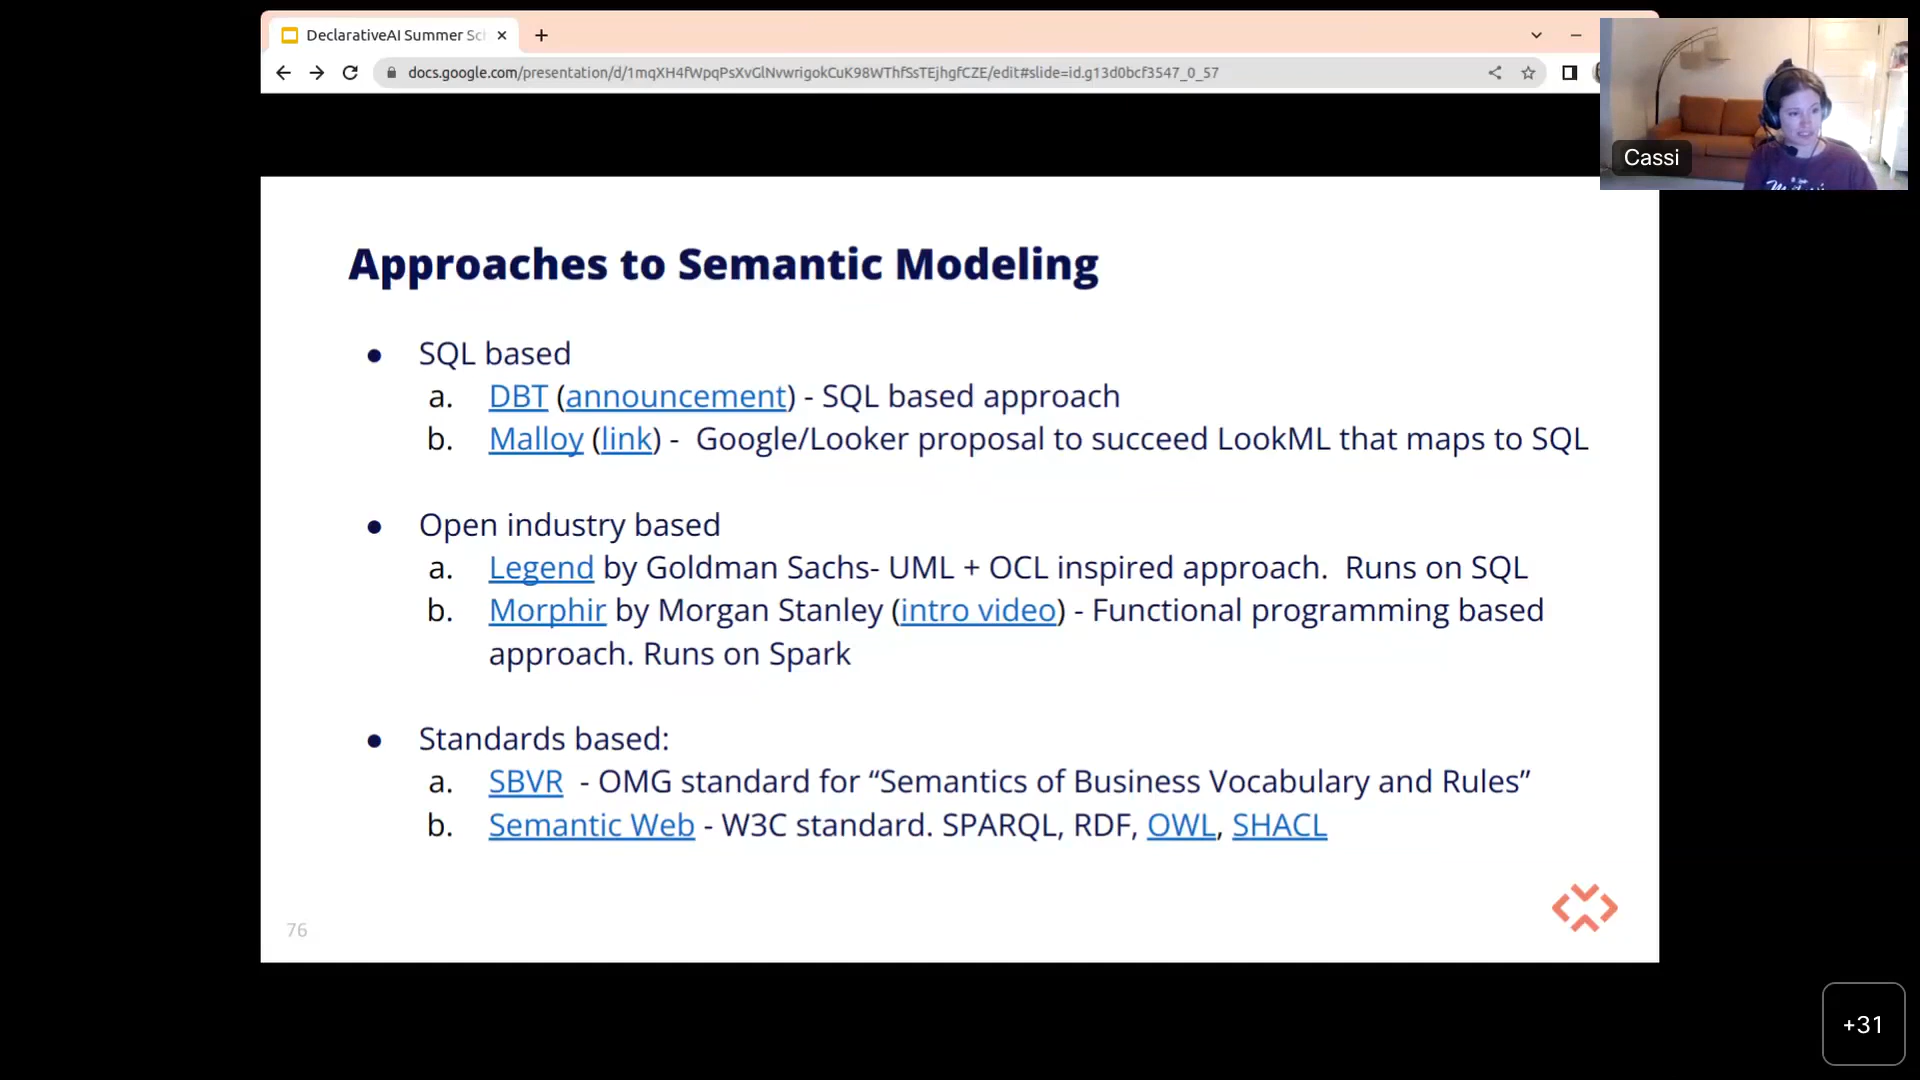 DeclarativeAI Summer Sc
docs.google.com/presentation/d/1mqXH4fWpqPsXvGlNvwrigokCuK98WThfSsTEjhgfCZE/edit#slide=id.g13d0bcf3547_0_57
Cassi
Approaches to Semantic Modeling
● SQL based
a. DBT (announcement) - SQL based approach
b. Malloy (link) - Google/Looker proposal to succeed LookML that maps to SQL
● Open industry based
a. Legend by Goldman Sachs- UML + OCL inspired approach. Runs on SQL
b. Morphir by Morgan Stanley (intro video) - Functional programming based
approach. Runs on Spark
● Standards based:
a. SBVR - OMG standard for “Semantics of Business Vocabulary and Rules”
b. Semantic Web - W3C standard. SPARQL, RDF, OWL, SHACL
76
+31